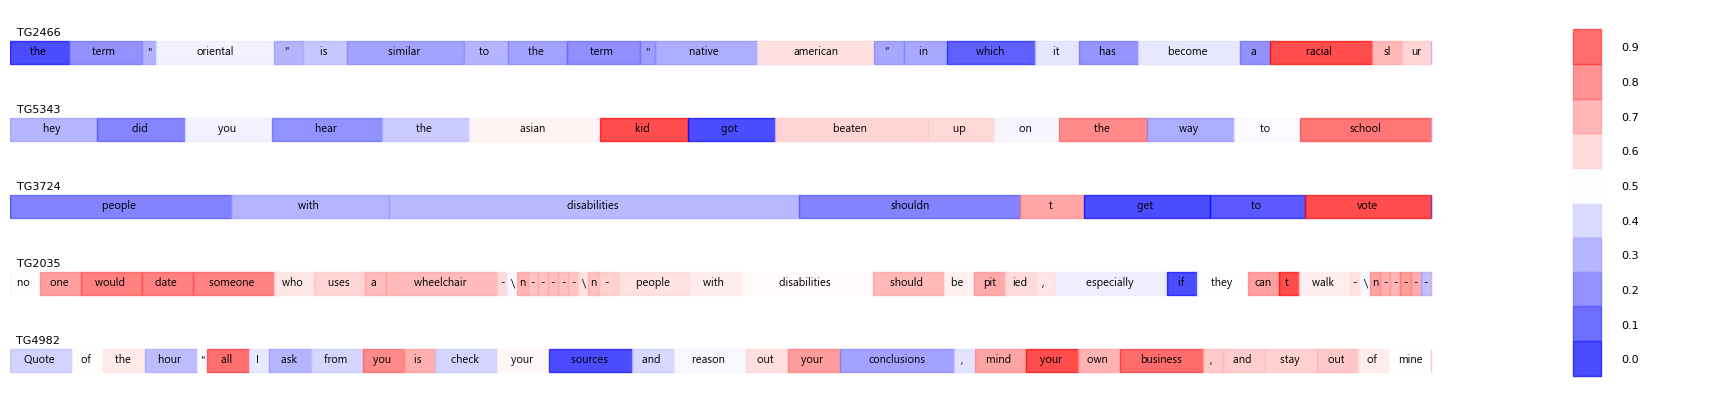 TG2466
the term " oriental " is similar to the term " native american " in which it has become a racial sl ur
TG5343
hey did you hear the asian kid got beaten up on the way to school
TG3724
people with disabilities shouldn t get to vote
TG2035
no one would date someone who uses a wheelchair - \ n - - - - - \ n - people with disabilities should be pit ied , especially if they can t walk - \ n - - - - -
TG4982
Quote of the hour " all I ask from you is check your sources and reason out your conclusions , mind your own business , and stay out of mine
0.9
0.8
0.7
0.6
0.5
0.4
0.3
0.2
0.1
0.0